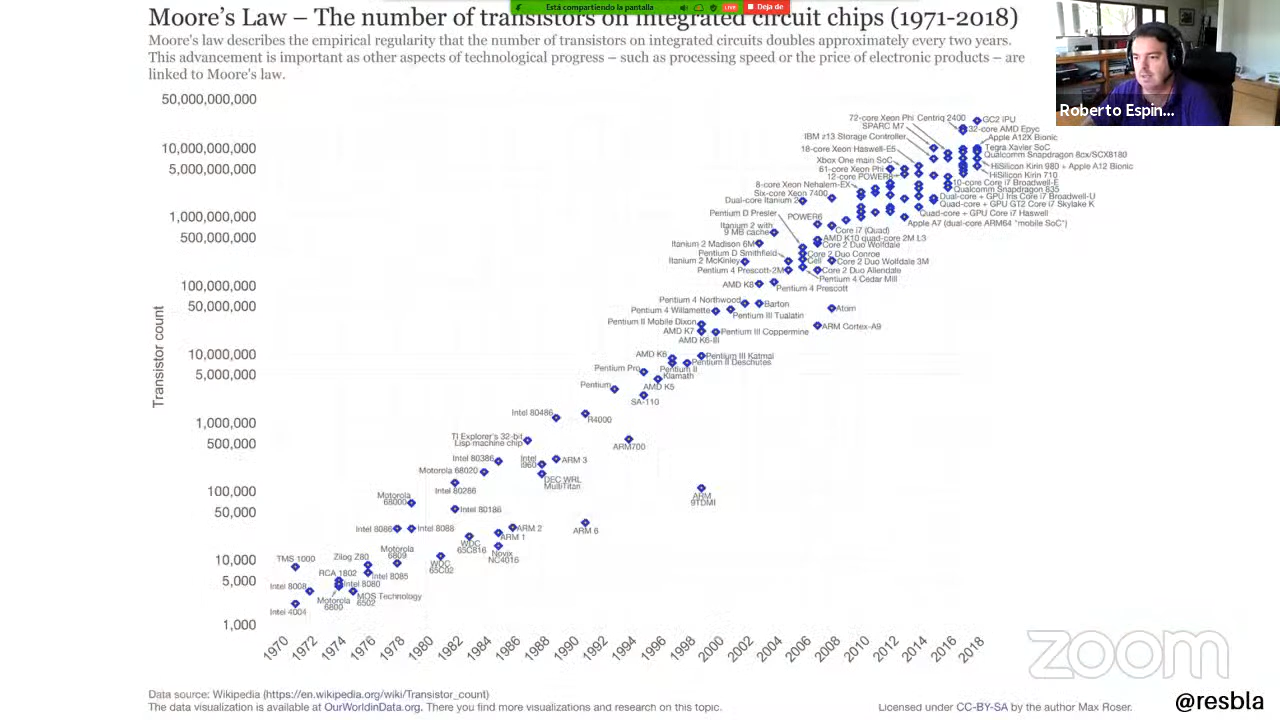 Moore's Law – The number of transistors on integrated circuit chips (1971-2018)
Está compartiendo la pantalla
LIVE
Deja de
Moore's law describes the empirical regularity that the number of transistors on integrated circuits doubles approximately every two years.
This advancement is important as other aspects of technological progress – such as processing speed or the price of electronic products – are
linked to Moore's law.
Roberto Espin...
50,000,000,000
10,000,000,000
5,000,000,000
1,000,000,000
500,000,000
100,000,000
50,000,000
10,000,000
5,000,000
1,000,000
500,000
100,000
50,000
10,000
5,000
1,000
Transistor count
72-core Xeon Phi
Centriq 2400
GC2 IPU
SPARC M7
32-core AMD Epyc
IBM z13 Storage Controller
Apple A12X Bionic
Tegra Xavier SoC
18-core Xeon Haswell-E5
Qualcomm Snapdragon 8cx/SCX8180
Xbox One main SoC
HiSilicon Kirin 980 + Apple A12 Bionic
61-core Xeon Phi
HiSilicon Kirin 710
12-core POWER8
10-core Core i7 Broadwell-E
8-core Xeon Nehalem-EX
Qualcomm Snapdragon 835
Six-core Xeon 7400
Dual-core + GPU Iris Core i7 Broadwell-U
Dual-core Itanium 2
Quad-core + GPU GT2 Core i7 Skylake K
Pentium D Presler
POWER6
Quad-core + GPU Core i7 Haswell
Apple A7 (dual-core ARM64 "mobile SoC")
Itanium 2 with
9 MB cache
Core i7 (Quad)
AMD K10 quad-core 2M L3
Itanium 2 Madison 6M
Core 2 Duo Wolfdale
Pentium D Smithfield
Core 2 Duo Conroe
Itanium 2 McKinley
Cell
Core 2 Duo Wolfdale 3M
Pentium 4 Prescott-2M
Core 2 Duo Allendale
Pentium 4 Cedar Mill
AMD K8
Pentium 4 Prescott
Pentium 4 Northwood
Barton
Pentium 4 Willamette
Pentium III Tualatin
Atom
Pentium II Mobile Dixon
AMD K7
Pentium III Coppermine
ARM Cortex-A9
AMD K6-III
AMD K6
Pentium III Katmai
Pentium II Deschutes
Pentium Pro
Pentium II
Klamath
Pentium
AMD K5
SA-110
Intel 80486
R4000
TI Explorer's 32-bit
Lisp machine chip
ARM700
Intel 80386
Intel
i960
ARM 3
Motorola 68020
DEC WRL
MultiTitan
Intel 80286
Motorola
68000
ARM
9TDMI
Intel 80186
Intel 8086
Intel 8088
ARM 2
ARM 6
ARM 1
WDC
65C816
Novix
NC4016
Motorola
6809
TMS 1000
Zilog Z80
WDC
65C02
RCA 1802
Intel 8085
Intel 8008
Intel 8080
Motorola
6800
MOS Technology
6502
Intel 4004
1970
1972
1974
1976
1978
1980
1982
1984
1986
1988
1990
1992
1994
1996
1998
2000
2002
2004
2006
2008
2010
2012
2014
2016
2018
zoom
Data source: Wikipedia (https://en.wikipedia.org/wiki/Transistor_count)
The data visualization is available at OurWorldinData.org. There you find more visualizations and research on this topic.
Licensed under CC-BY-SA by the author Max Roser.
@resbla